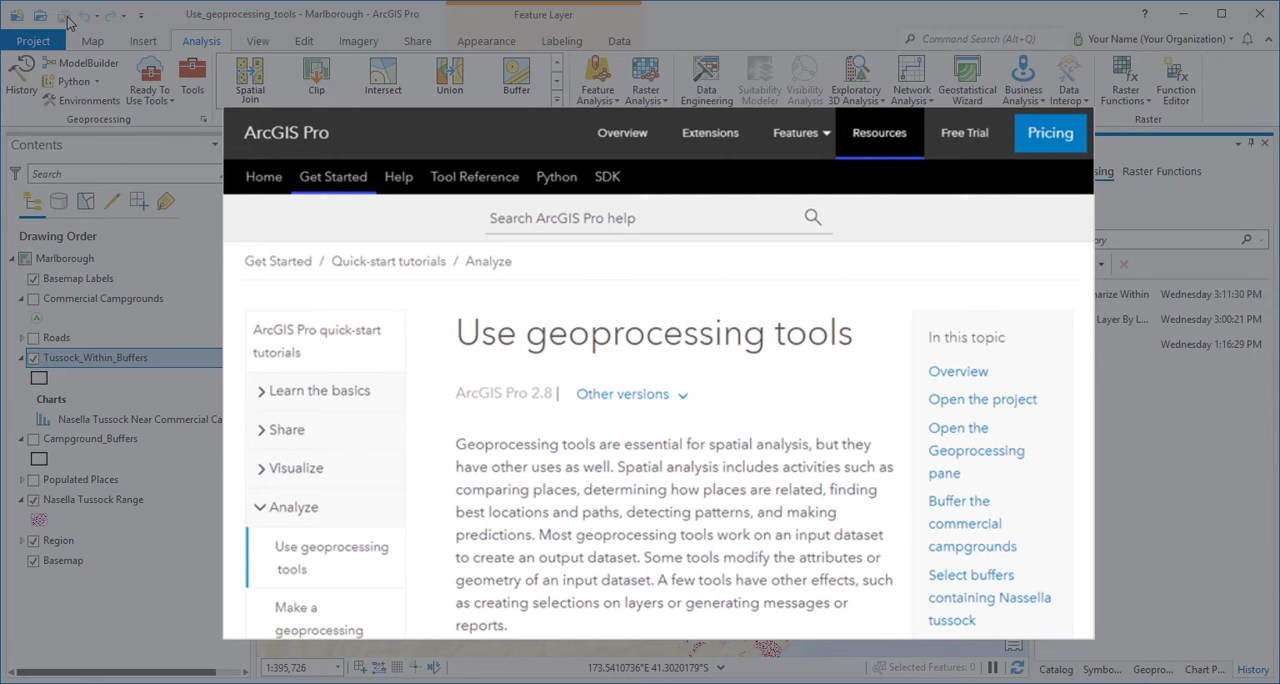 Use_geoprocessing_tools - Marlborough - ArcGIS Pro
Feature Layer
Project Map Insert Analysis View Edit Imagery Share Appearance Labeling Data
Command Search (Alt+Q)
Your Name (Your Organization)
History
ModelBuilder
Python
Environments
Ready To Use Tools
Tools
Spatial Join
Clip
Intersect
Union
Buffer
Feature Analysis
Raster Analysis
Data Engineering
Suitability Modeler
Visibility Analysis
Exploratory 3D Analysis
Network Analysis
Geostatistical Wizard
Business Analysis
Data Interop
Raster Functions
Function Editor
Geoprocessing
Raster
Contents
Search
Drawing Order
Marlborough
Basemap Labels
Commercial Campgrounds
Roads
Tussock_Within_Buffers
Charts
Nasella Tussock Near Commercial Ca
Campground_Buffers
Populated Places
Nasella Tussock Range
Region
Basemap
ArcGIS Pro
Overview Extensions Features Resources Free Trial Pricing
Home Get Started Help Tool Reference Python SDK
Search ArcGIS Pro help
Get Started / Quick-start tutorials / Analyze
ArcGIS Pro quick-start
tutorials
Learn the basics
Share
Visualize
Analyze
Use geoprocessing
tools
Make a
geoprocessing
Use geoprocessing tools
ArcGIS Pro 2.8 |
Other versions
Geoprocessing tools are essential for spatial analysis, but they
have other uses as well. Spatial analysis includes activities such as
comparing places, determining how places are related, finding
best locations and paths, detecting patterns, and making
predictions. Most geoprocessing tools work on an input dataset
to create an output dataset. Some tools modify the attributes or
geometry of an input dataset. A few tools have other effects, such
as creating selections on layers or generating messages or
reports.
In this topic
Overview
Open the project
Open the
Geoprocessing
pane
Buffer the
commercial
campgrounds
Select buffers
containing Nassella
tussock
sing Raster Functions
ory
narize Within Wednesday 3:11:30 PM
Layer By L... Wednesday 3:00:21 PM
Wednesday 1:16:29 PM
1:395,726
173.5410736°E 41.3020179°S
Selected Features: 0
Catalog Symbo... Geopro... Chart P... History